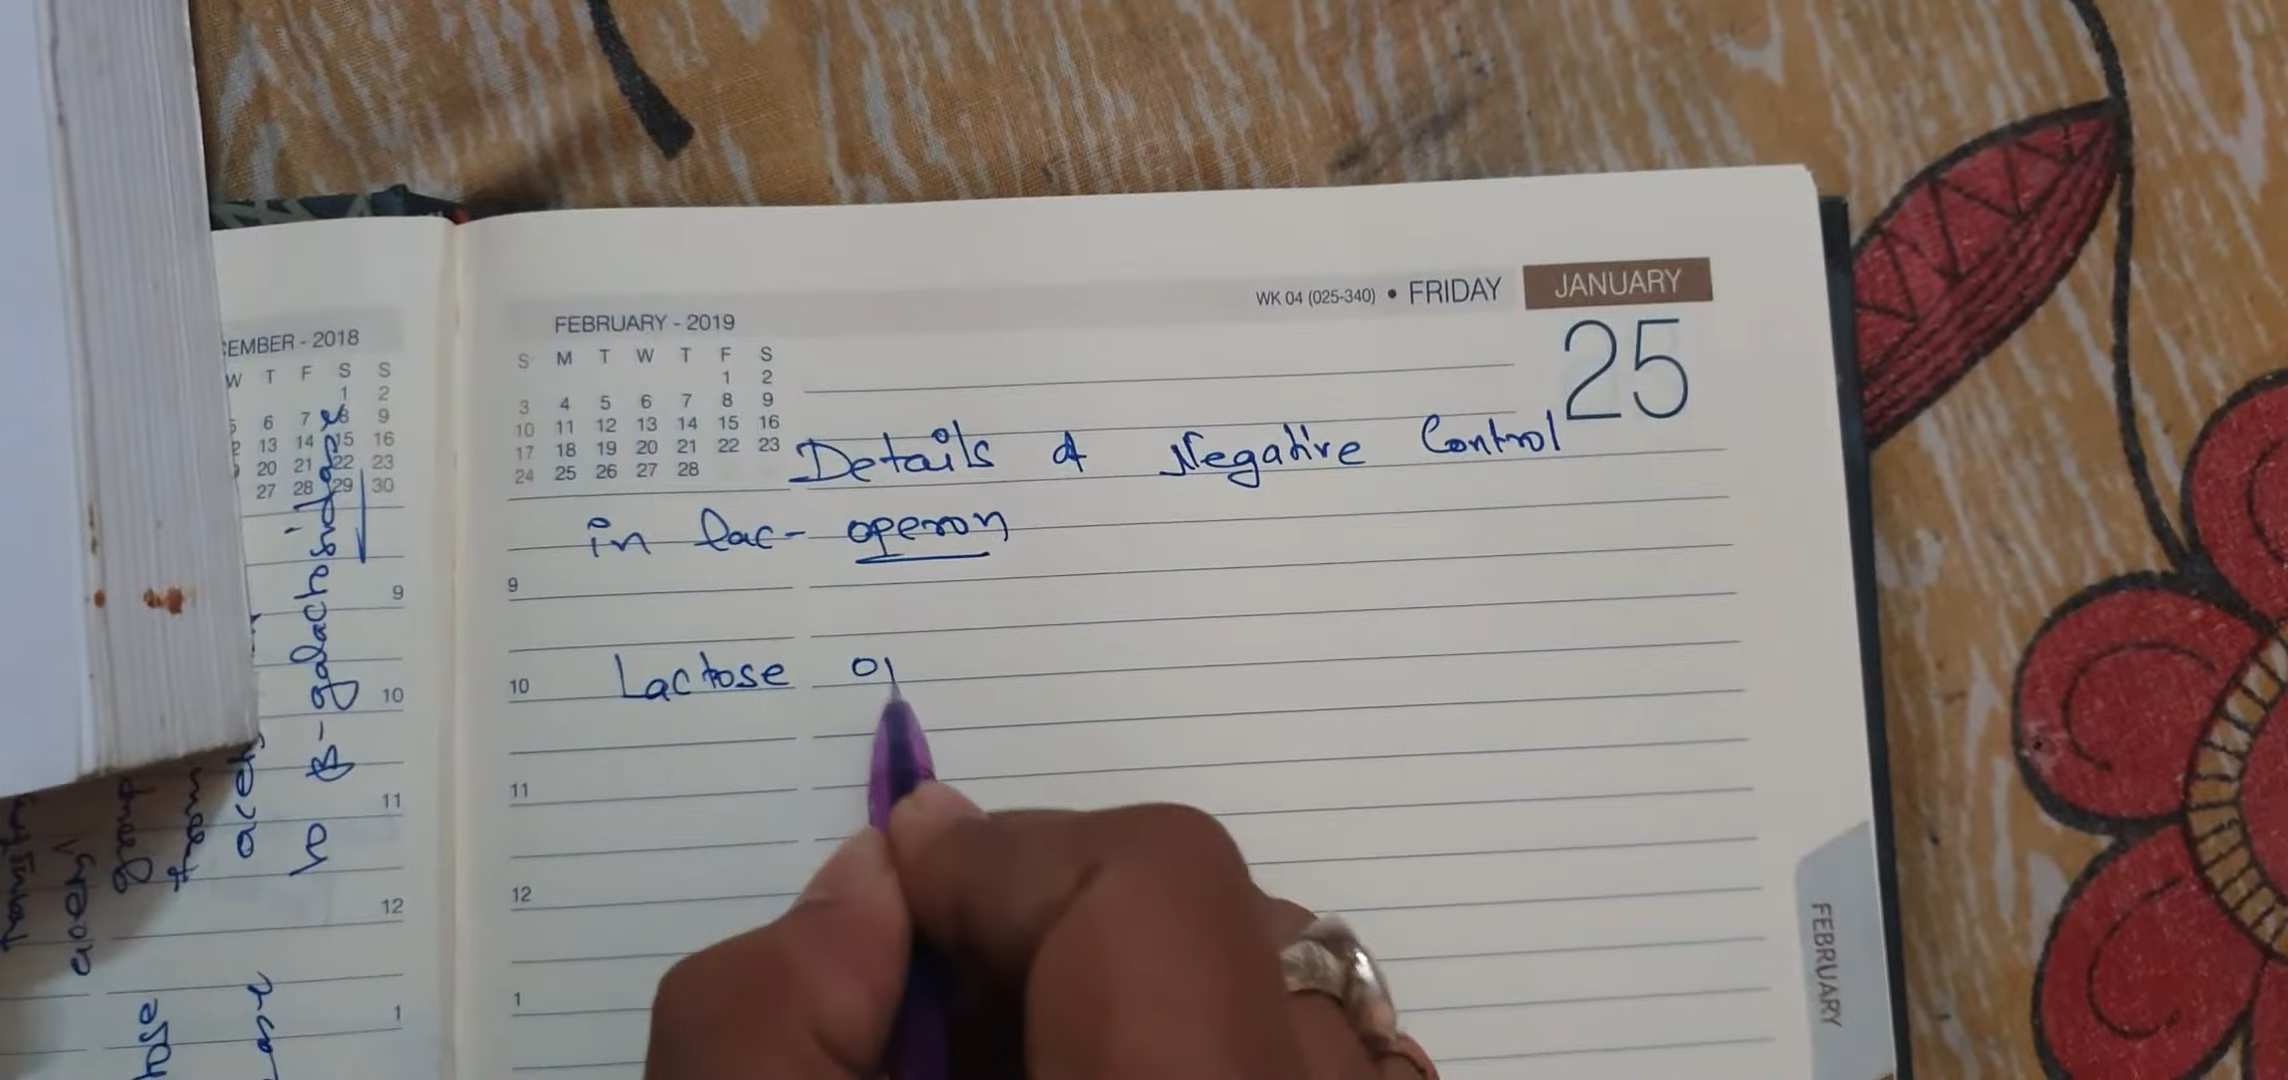 CEMBER - 2018
W T F S S
1 2
6 7 8 9
13 14 15 16
20 21 22 23
27 28 29 30
9
10
11
12
1
to β-galactosidase
FEBRUARY - 2019
S M T W T F S
1 2
3 4 5 6 7 8 9
10 11 12 13 14 15 16
17 18 19 20 21 22 23
24 25 26 27 28
WK 04 (025-340) • FRIDAY JANUARY
25
Details of Negative Control
in lac- operon
9
10 Lactose
11
12
1
FEBRUARY